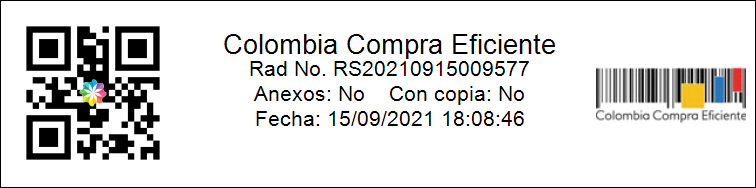 Colombia Compra Eficiente
Rad No. RS20210915009577
Anexos: No    Con copia: No
Fecha: 15/09/2021 18:08:46
Colombia Compra Eficiente